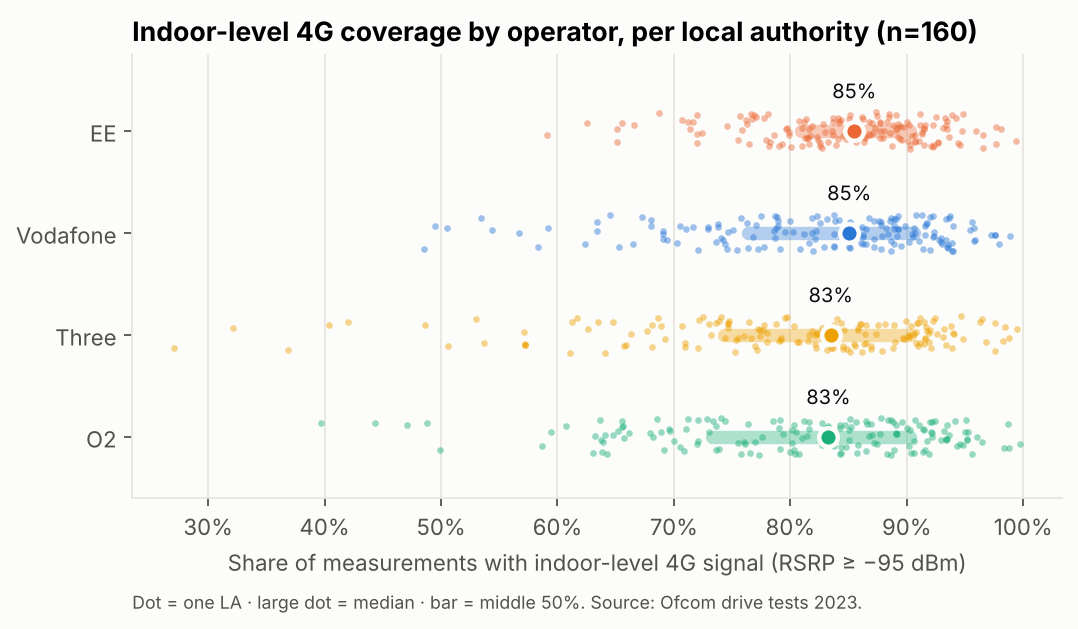 Indoor-level 4G coverage by operator, per local authority (n=160)
85%
EE
85%
Vodafone
83%
Three
83%
O2
30% 40% 50% 60% 70% 80% 90% 100%
Share of measurements with indoor-level 4G signal (RSRP ≥ −95 dBm)
Dot = one LA · large dot = median · bar = middle 50%. Source: Ofcom drive tests 2023.